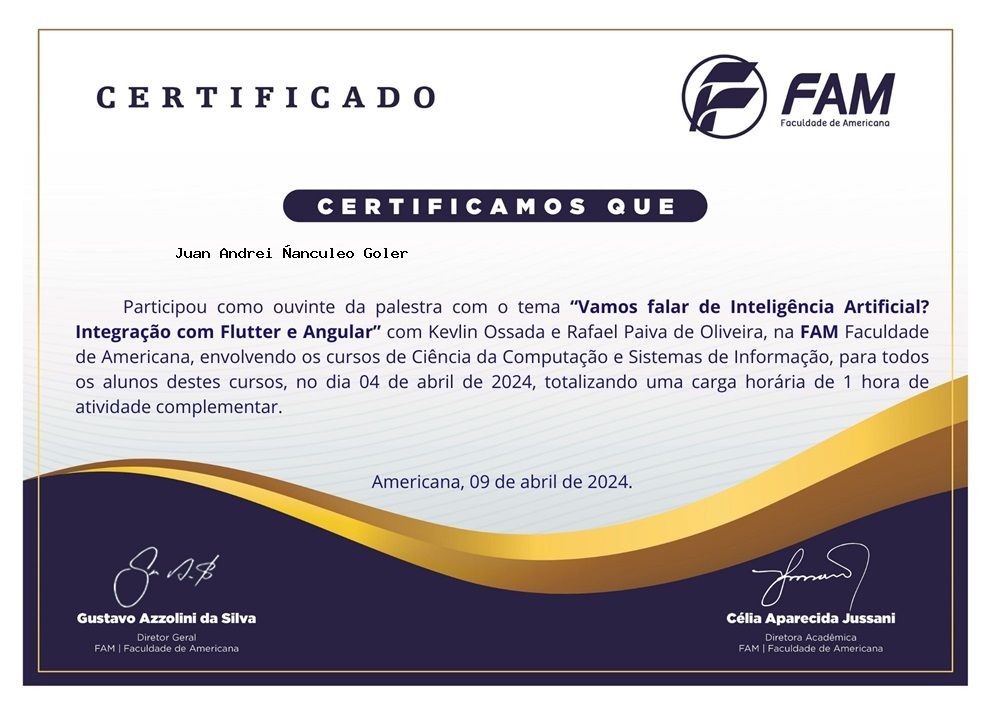 CERTIFICADO
FAM
Faculdade de Americana
CERTIFICAMOS QUE
Juan Andrei Ñanculeo Goler
Participou como ouvinte da palestra com o tema “Vamos falar de Inteligência Artificial?
Integração com Flutter e Angular” com Kevlin Ossada e Rafael Paiva de Oliveira, na FAM Faculdade
de Americana, envolvendo os cursos de Ciência da Computação e Sistemas de Informação, para todos
os alunos destes cursos, no dia 04 de abril de 2024, totalizando uma carga horária de 1 hora de
atividade complementar.
Americana, 09 de abril de 2024.
Gustavo Azzolini da Silva
Diretor Geral
FAM | Faculdade de Americana
Célia Aparecida Jussani
Diretora Acadêmica
FAM | Faculdade de Americana